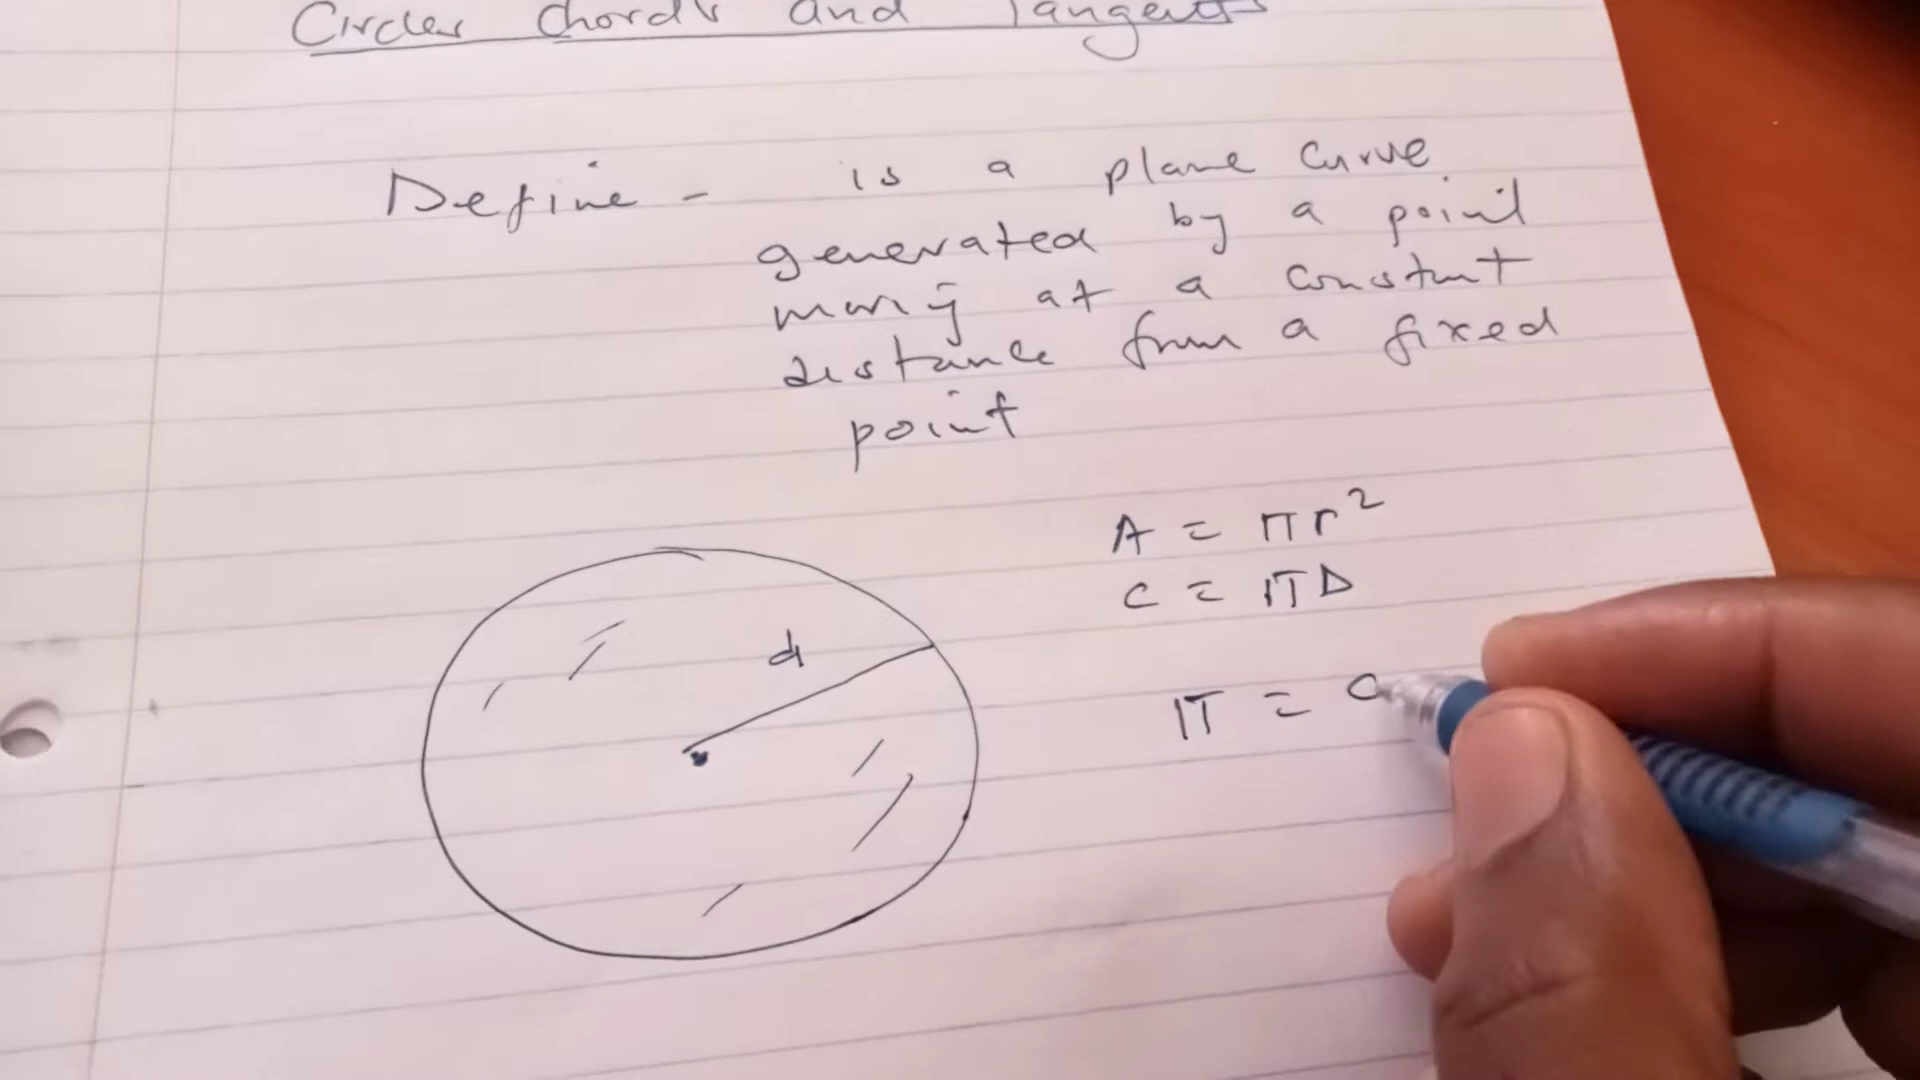 Circles Chords and Tangents
Define - is a plane curve
generated by a point
moving at a constant
distance from a fixed
point
A = πr²
C = πD
d
π = C